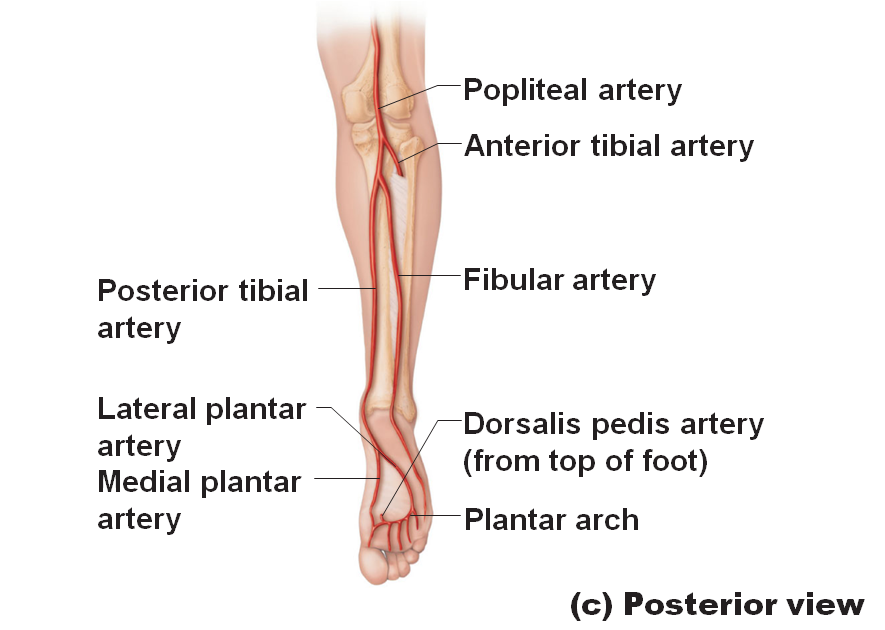 Popliteal artery
Anterior tibial artery
Posterior tibial
artery
Fibular artery
Lateral plantar
artery
Medial plantar
artery
Dorsalis pedis artery
(from top of foot)
Plantar arch
(c) Posterior view